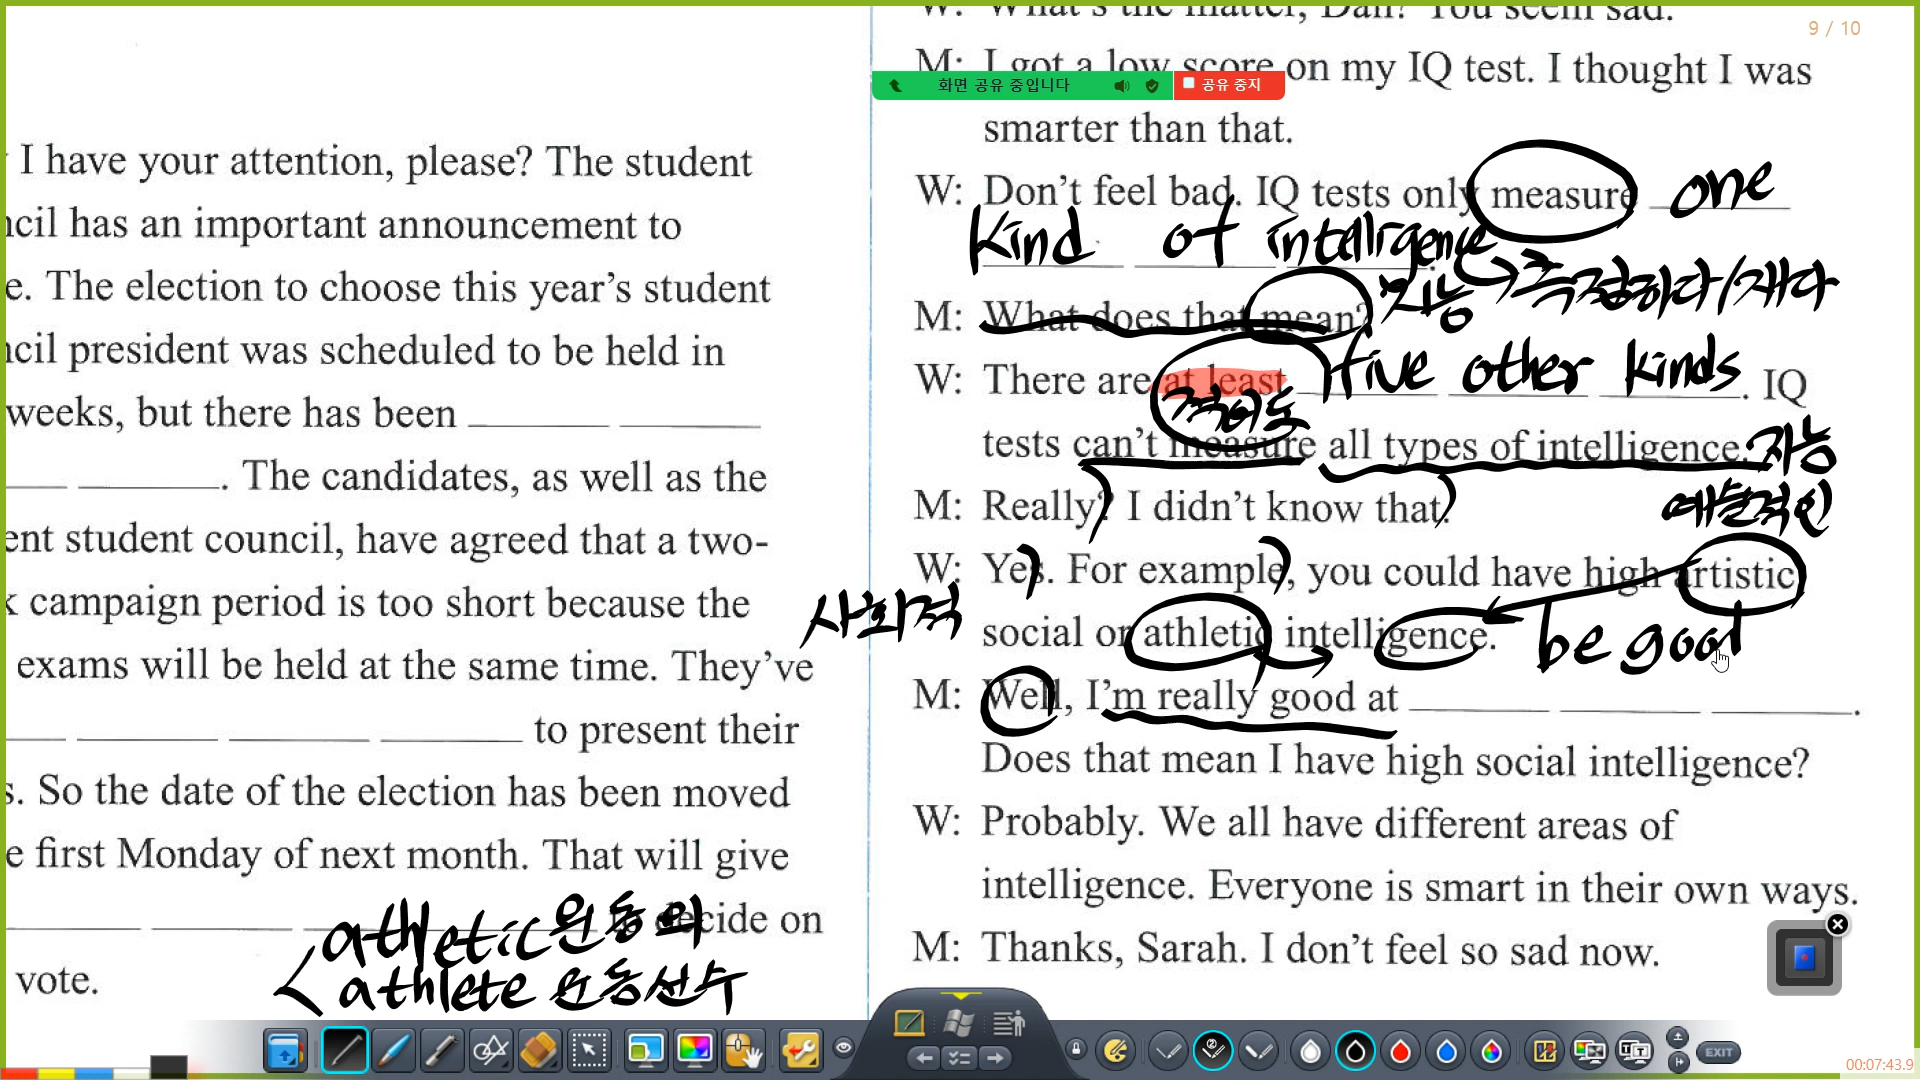 9 / 10
화면 공유 중입니다
공유 중지
I have your attention, please? The student
ncil has an important announcement to
e. The election to choose this year's student
ncil president was scheduled to be held in
weeks, but there has been
. The candidates, as well as the
ent student council, have agreed that a two-
k campaign period is too short because the
exams will be held at the same time. They've
to present their
s. So the date of the election has been moved
e first Monday of next month. That will give
decide on
vote.
athletic 운동의
athlete 운동선수
W: What's the matter, Dan? You seem sad.
M: I got a low score on my IQ test. I thought I was
smarter than that.
W: Don't feel bad. IQ tests only measure one
kind of intelligence.
지능 측정하다/재다
M: What does that mean?
W: There are at least five other kinds. IQ
적어도
tests can't measure all types of intelligence. 지능
M: Really? I didn't know that.
예술적인
W: Yes. For example, you could have high artistic
사회적
social or athletic intelligence.
be good
M: Well, I'm really good at
.
Does that mean I have high social intelligence?
W: Probably. We all have different areas of
intelligence. Everyone is smart in their own ways.
M: Thanks, Sarah. I don't feel so sad now.
EXIT
00:07:43.9